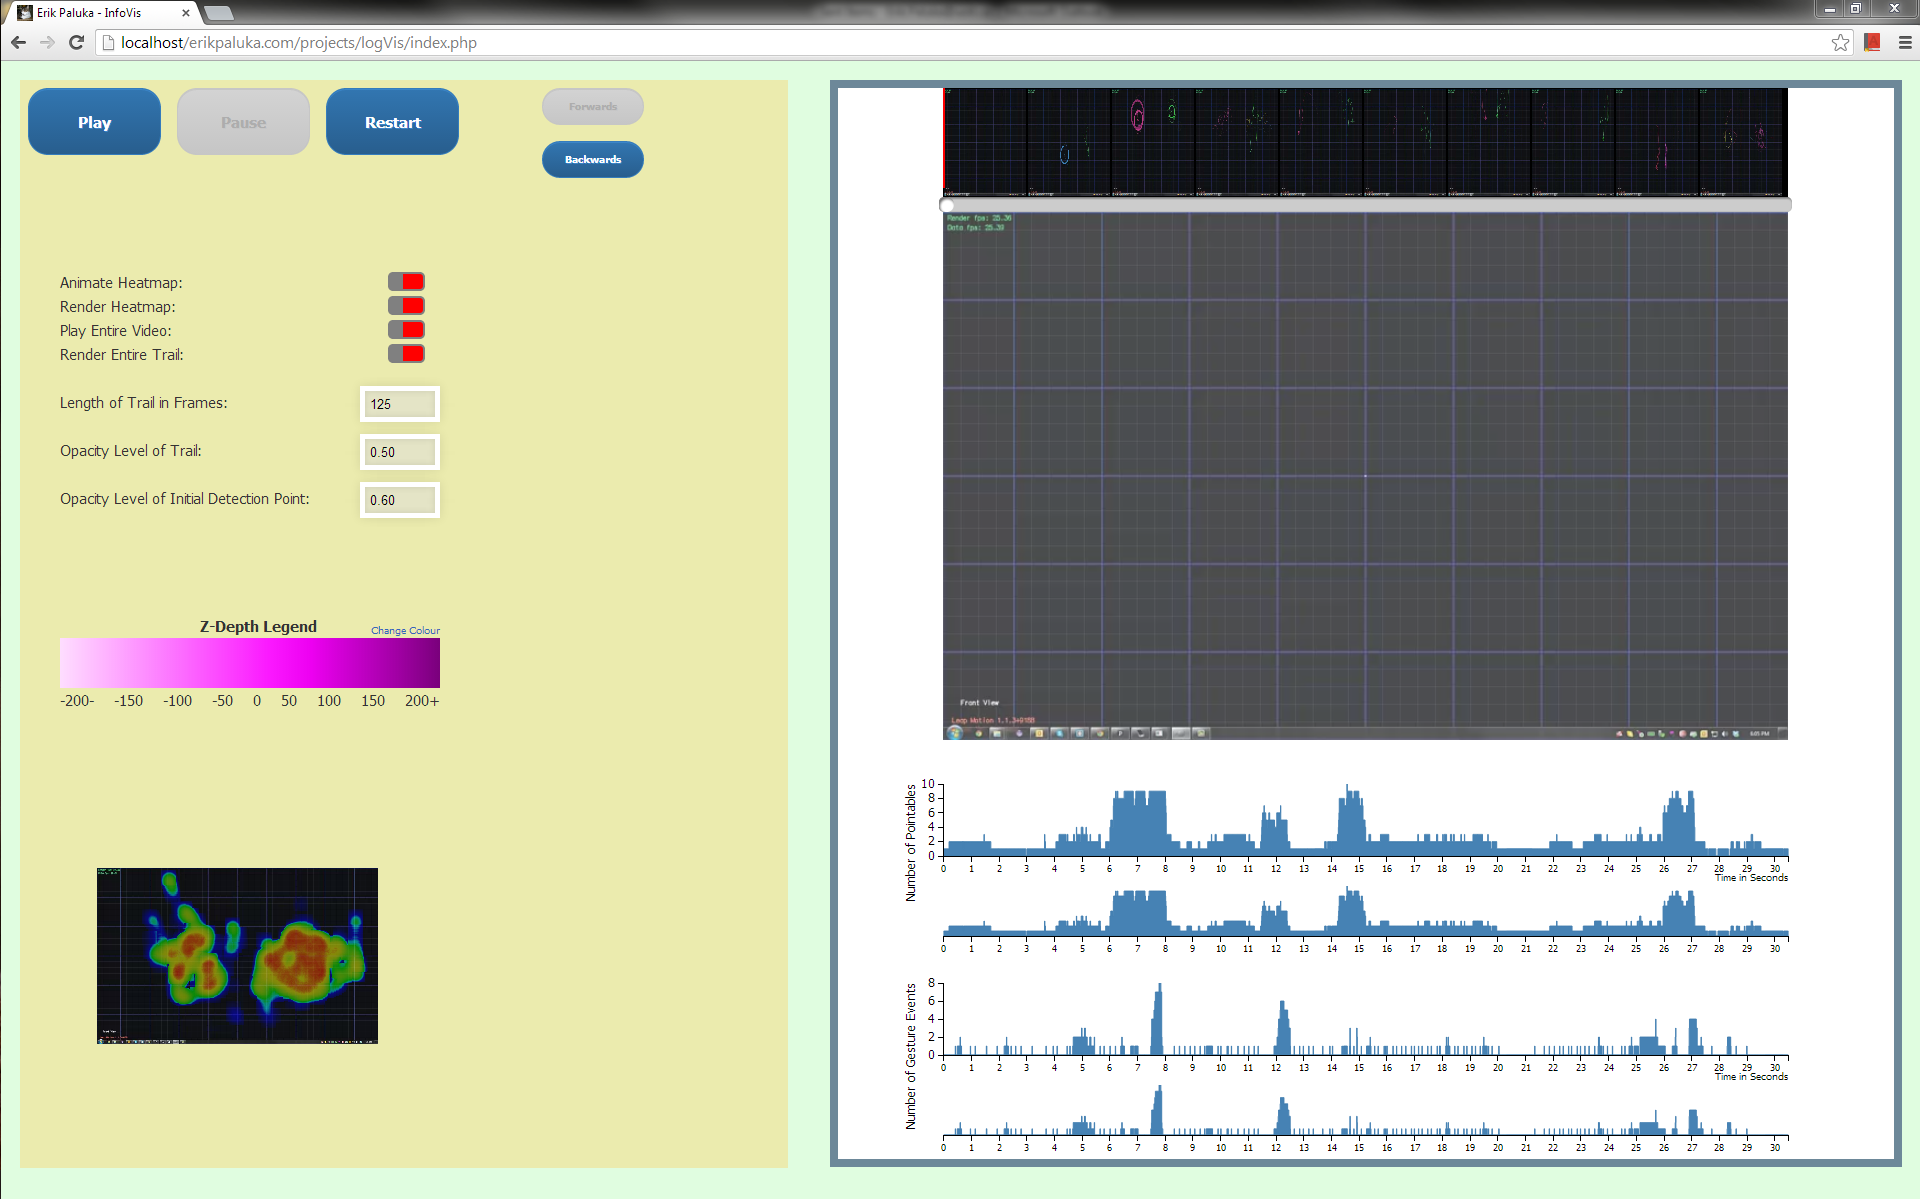 Erik Paluka - InfoVis
localhost/erikpaluka.com/projects/logVis/index.php
Play
Pause
Restart
Forwards
Backwards
Animate Heatmap:
Render Heatmap:
Play Entire Video:
Render Entire Trail:
Length of Trail in Frames:
125
Opacity Level of Trail:
0.50
Opacity Level of Initial Detection Point:
0.60
Z-Depth Legend
Change Colour
-200- -150 -100 -50 0 50 100 150 200+
Render fps: 25.36
Data fps: 25.39
Front View
Leap Motion 1.1.3+9188
Number of Pointables
10
8
6
4
2
0
0 1 2 3 4 5 6 7 8 9 10 11 12 13 14 15 16 17 18 19 20 21 22 23 24 25 26 27 28 29 30
Time in Seconds
0 1 2 3 4 5 6 7 8 9 10 11 12 13 14 15 16 17 18 19 20 21 22 23 24 25 26 27 28 29 30
Number of Gesture Events
8
6
4
2
0
0 1 2 3 4 5 6 7 8 9 10 11 12 13 14 15 16 17 18 19 20 21 22 23 24 25 26 27 28 29 30
Time in Seconds
0 1 2 3 4 5 6 7 8 9 10 11 12 13 14 15 16 17 18 19 20 21 22 23 24 25 26 27 28 29 30